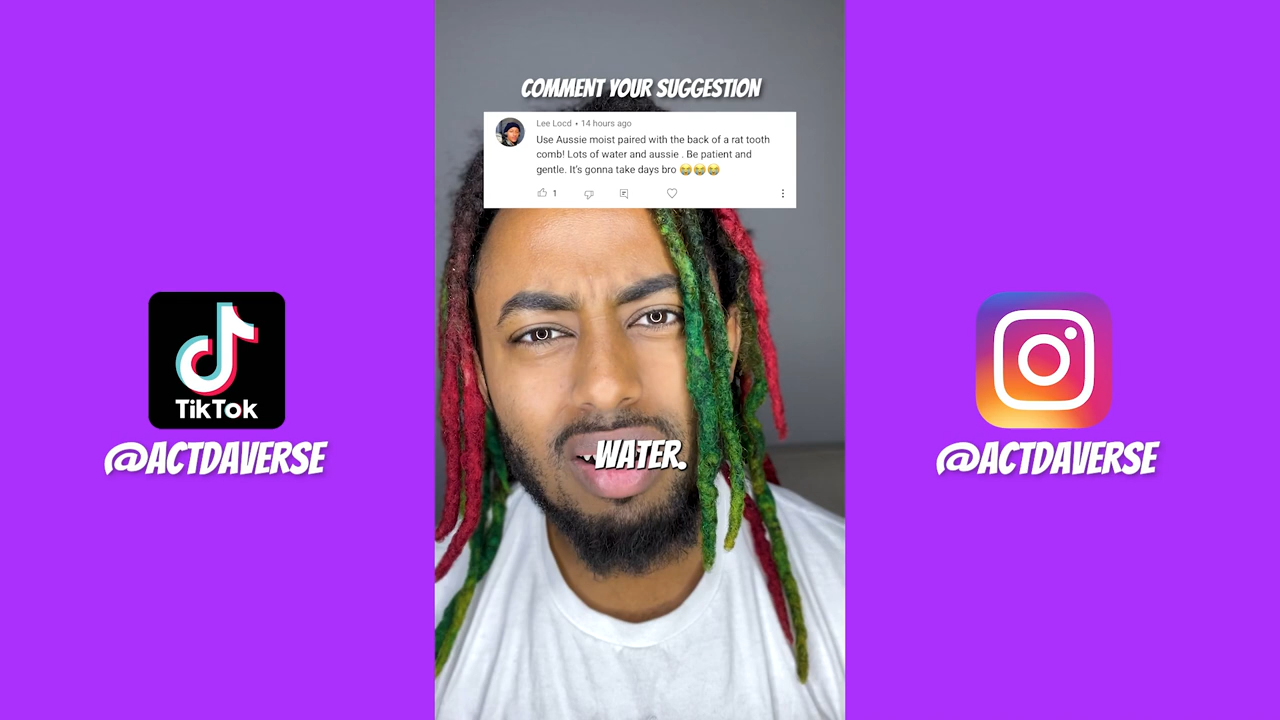 COMMENT YOUR SUGGESTION
Lee Locd • 14 hours ago
Use Aussie moist paired with the back of a rat tooth
comb! Lots of water and aussie . Be patient and
gentle. It's gonna take days bro 😭😭😭
1
WATER.
TikTok
@ACTDAVERSE
@ACTDAVERSE